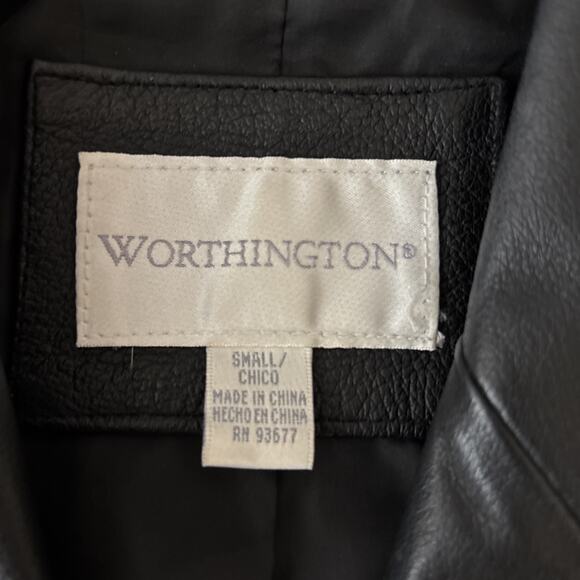 WORTHINGTON®
SMALL/
CHICO
MADE IN CHINA
HECHO EN CHINA
RN 93677